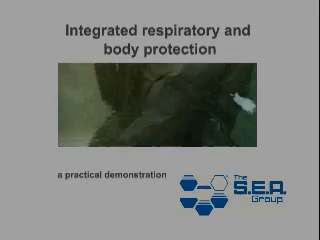 Integrated respiratory and
body protection
a practical demonstration
The
S.E.A.
Group